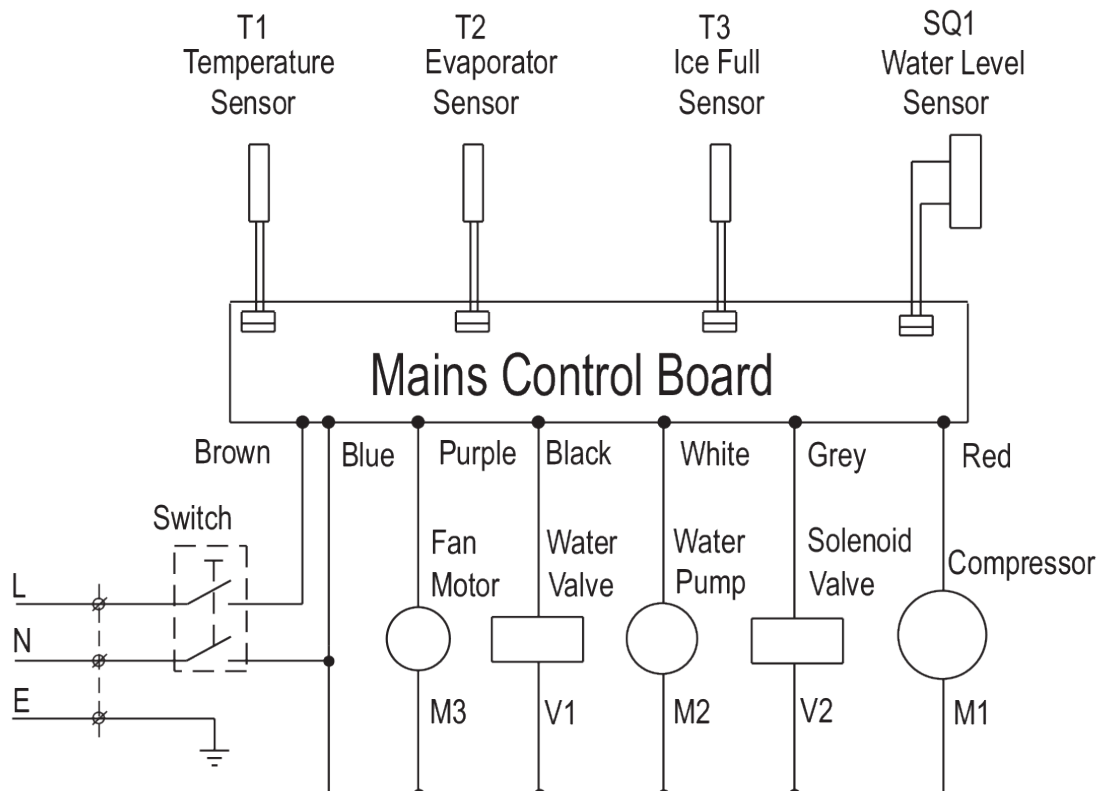 T1
Temperature
Sensor
T2
Evaporator
Sensor
T3
Ice Full
Sensor
SQ1
Water Level
Sensor
Mains Control Board
Brown
Blue
Purple
Black
White
Grey
Red
Switch
L
N
E
Fan
Motor
M3
Water
Valve
V1
Water
Pump
M2
Solenoid
Valve
V2
Compressor
M1